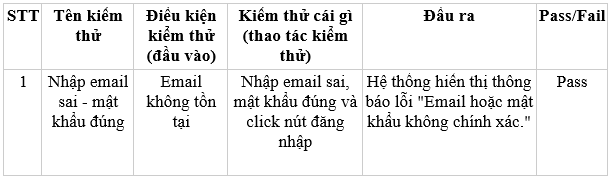 STT
Tên kiểm
thử
Điều kiện
kiểm thử
(đầu vào)
Kiểm thử cái gì
(thao tác kiểm
thử)
Đầu ra
Pass/Fail
1
Nhập email
sai - mật
khẩu đúng
Email
không tồn
tại
Nhập email sai,
mật khẩu đúng và
click nút đăng
nhập
Hệ thống hiển thị thông
báo lỗi "Email hoặc mật
khẩu không chính xác."
Pass